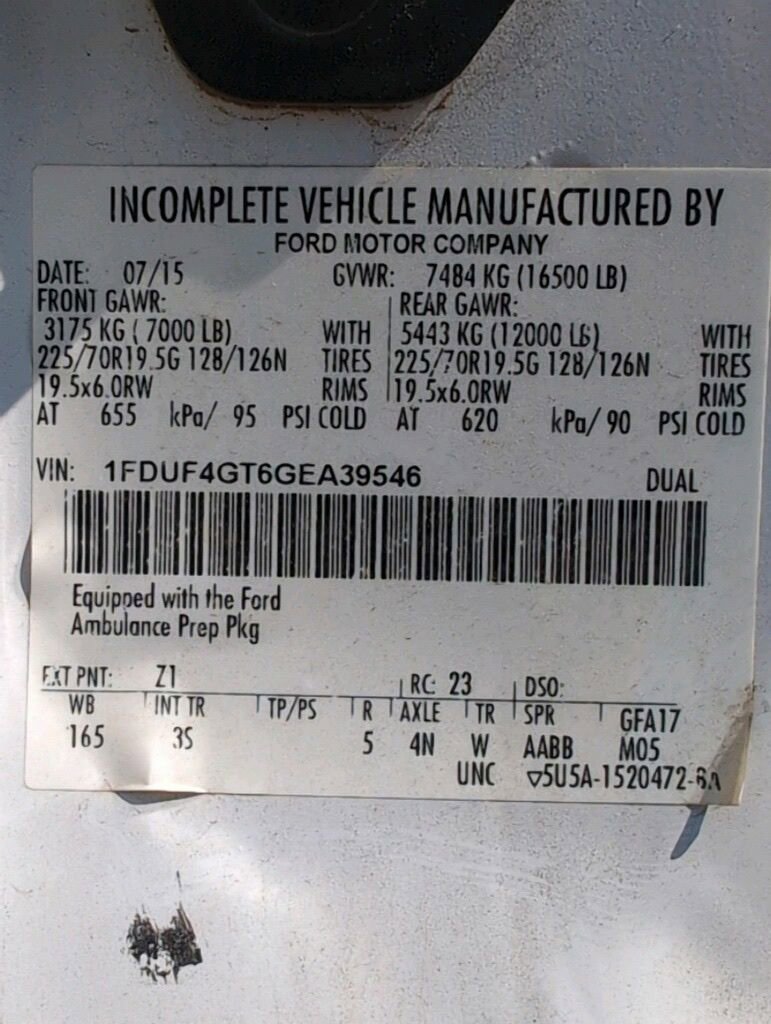 INCOMPLETE VEHICLE MANUFACTURED BY
FORD MOTOR COMPANY
DATE: 07/15 GVWR: 7484 KG (16500 LB)
FRONT GAWR: REAR GAWR:
3175 KG ( 7000 LB) WITH 5443 KG (12000 LB) WITH
225/70R19.5G 128/126N TIRES 225/70R19.5G 128/126N TIRES
19.5x6.0RW RIMS 19.5x6.0RW RIMS
AT 655 kPa/ 95 PSI COLD AT 620 kPa/ 90 PSI COLD
VIN: 1FDUF4GT6GEA39546 DUAL
Equipped with the Ford
Ambulance Prep Pkg
EXT PNT: Z1 RC: 23 DSO:
WB INT TR TP/PS R AXLE TR SPR GFA17
165 3S 5 4N W AABB M05
UNC ▽5U5A-1520472-BA